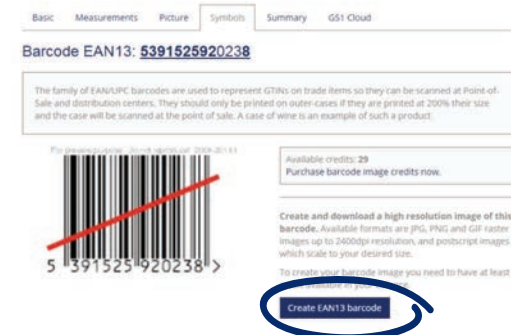 Basic Measurements Picture Symbols Summary GS1 Cloud
Barcode EAN13: 5391525920238
The family of EAN/UPC barcodes are used to represent GTINs on trade items so they can be scanned at Point-of-
Sale and distribution centers. They should only be printed on outer-cases if they are printed at 200% their size
and the case will be scanned at the point of sale. A case of wine is an example of such a product.
Available credits: 29
Purchase barcode image credits now.
Create and download a high resolution image of this
barcode. Available formats are JPG, PNG and GIF raster
images up to 2400dpi resolution, and postscript images
which scale to your desired size.
To create your barcode image you need to have at least
available in your
5 391525 920238 >
Create EAN13 barcode